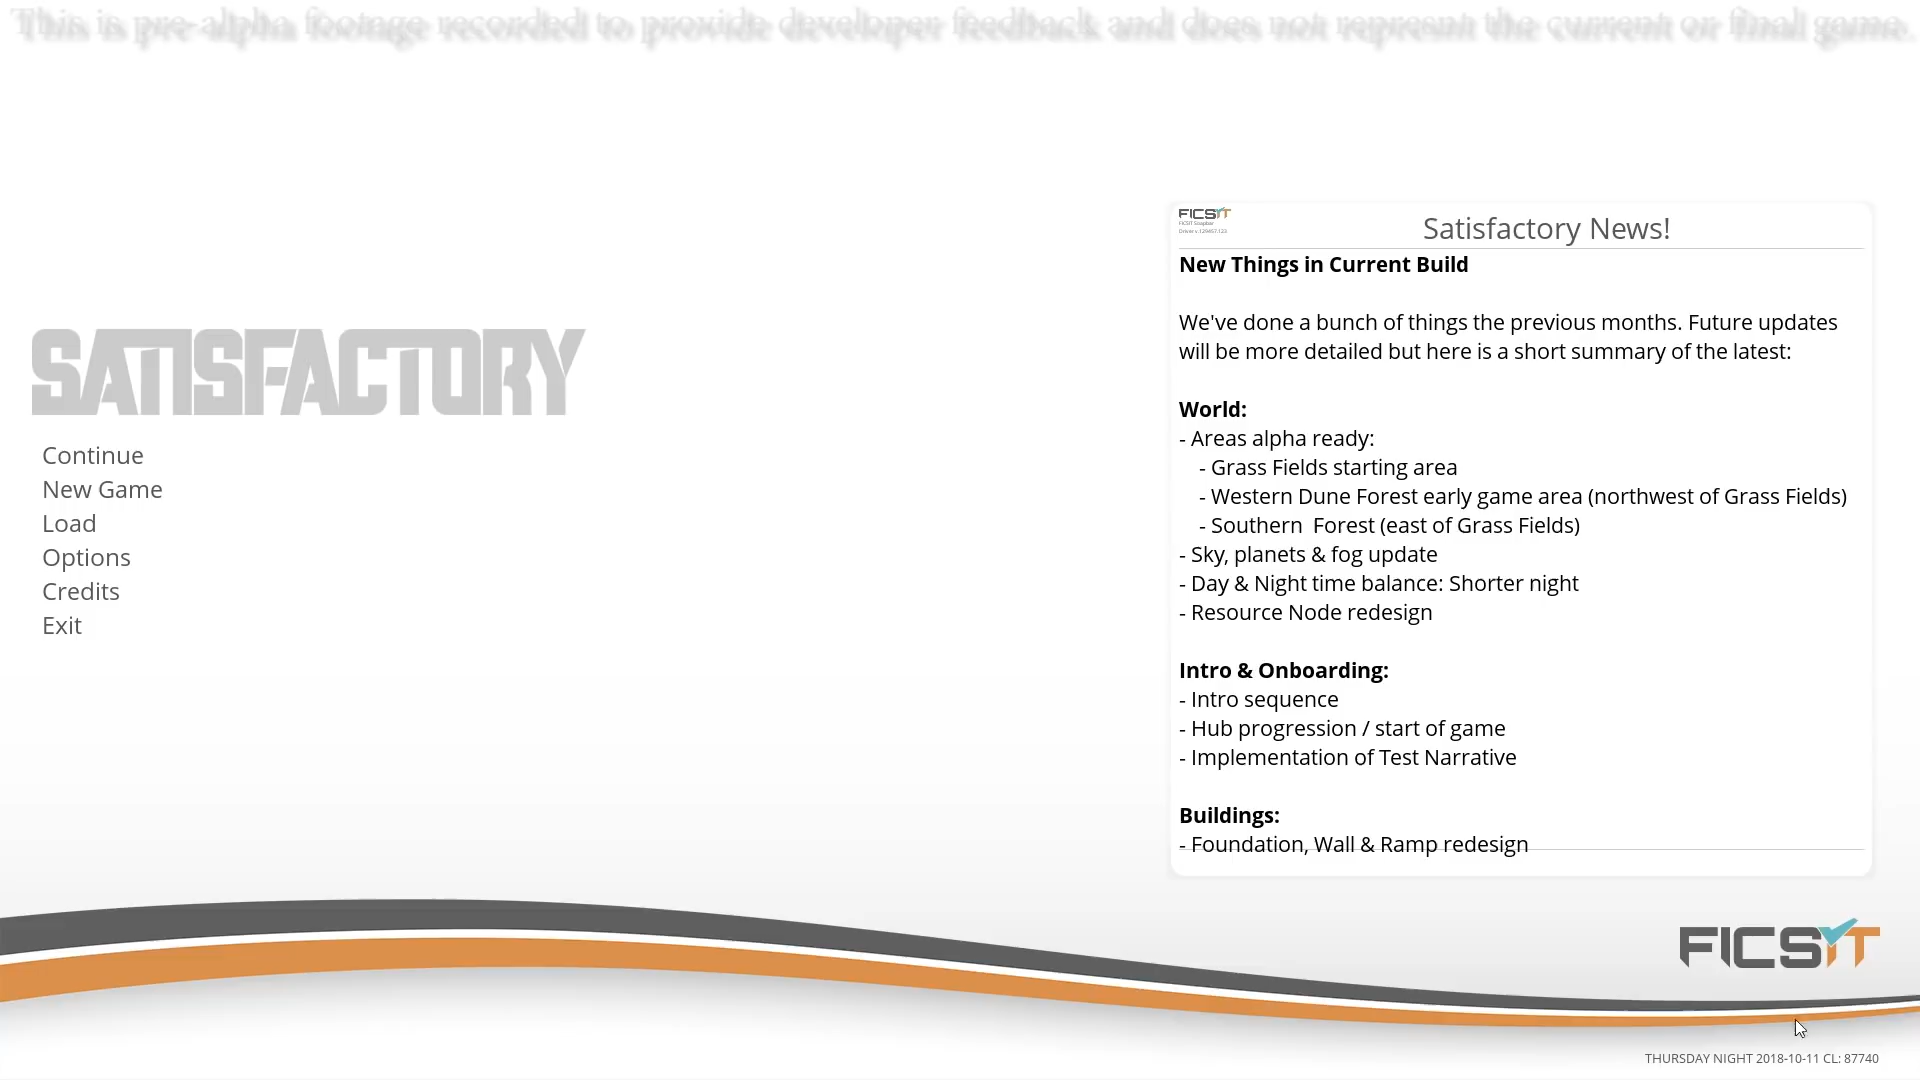 This is pre-alpha footage recorded to provide developer feedback and does not represnt the current or final game.
SATISFACTORY
Continue
New Game
Load
Options
Credits
Exit
FICSIT
FICSIT Soapbar
Driver v.129457.123
Satisfactory News!
New Things in Current Build
We've done a bunch of things the previous months. Future updates
will be more detailed but here is a short summary of the latest:
World:
- Areas alpha ready:
- Grass Fields starting area
- Western Dune Forest early game area (northwest of Grass Fields)
- Southern  Forest (east of Grass Fields)
- Sky, planets & fog update
- Day & Night time balance: Shorter night
- Resource Node redesign
Intro & Onboarding:
- Intro sequence
- Hub progression / start of game
- Implementation of Test Narrative
Buildings:
- Foundation, Wall & Ramp redesign
FICSIT
THURSDAY NIGHT 2018-10-11 CL: 87740